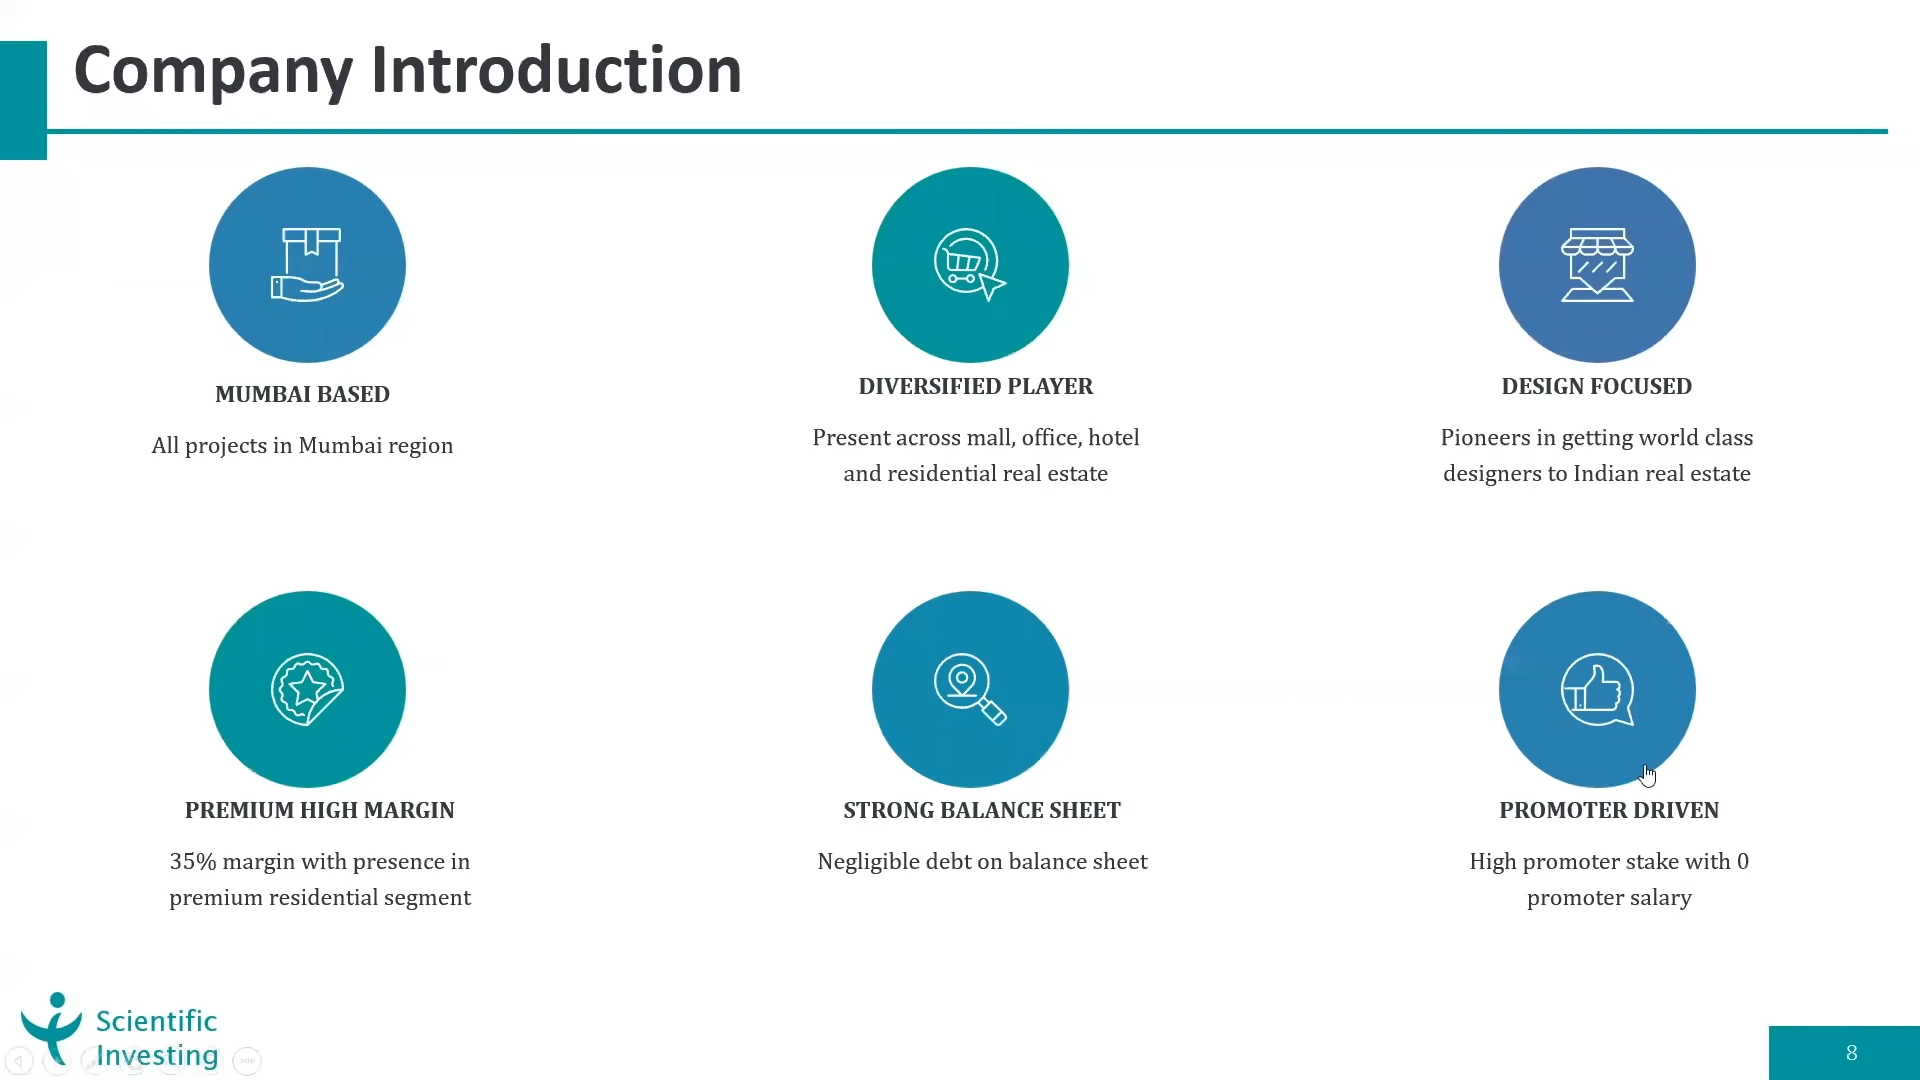 Company Introduction
MUMBAI BASED
All projects in Mumbai region
DIVERSIFIED PLAYER
Present across mall, office, hotel
and residential real estate
DESIGN FOCUSED
Pioneers in getting world class
designers to Indian real estate
PREMIUM HIGH MARGIN
35% margin with presence in
premium residential segment
STRONG BALANCE SHEET
Negligible debt on balance sheet
PROMOTER DRIVEN
High promoter stake with 0
promoter salary
Scientific
Investing
8